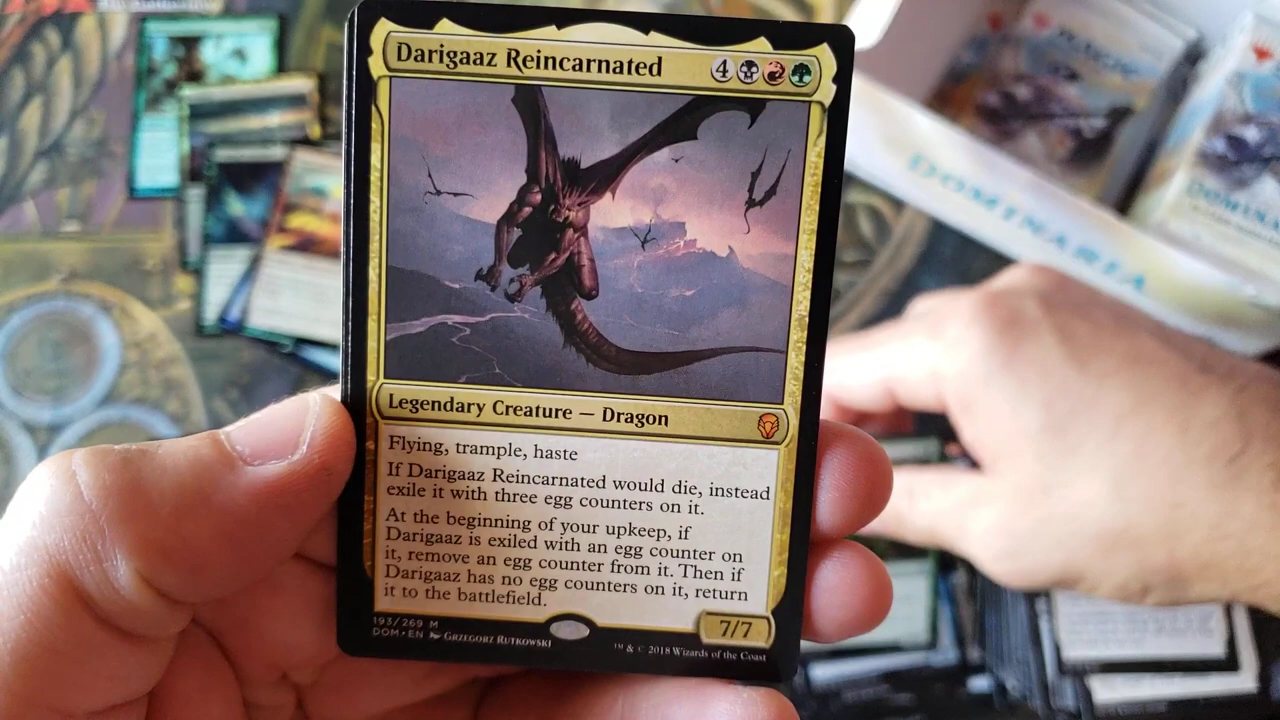 Darigaaz Reincarnated 4
Legendary Creature — Dragon
Flying, trample, haste
If Darigaaz Reincarnated would die, instead
exile it with three egg counters on it.
At the beginning of your upkeep, if
Darigaaz is exiled with an egg counter on
it, remove an egg counter from it. Then if
Darigaaz has no egg counters on it, return
it to the battlefield.
7/7
193/269 M
DOM • EN Grzegorz Rutkowski
™ & © 2018 Wizards of the Coast
DOMINARIA